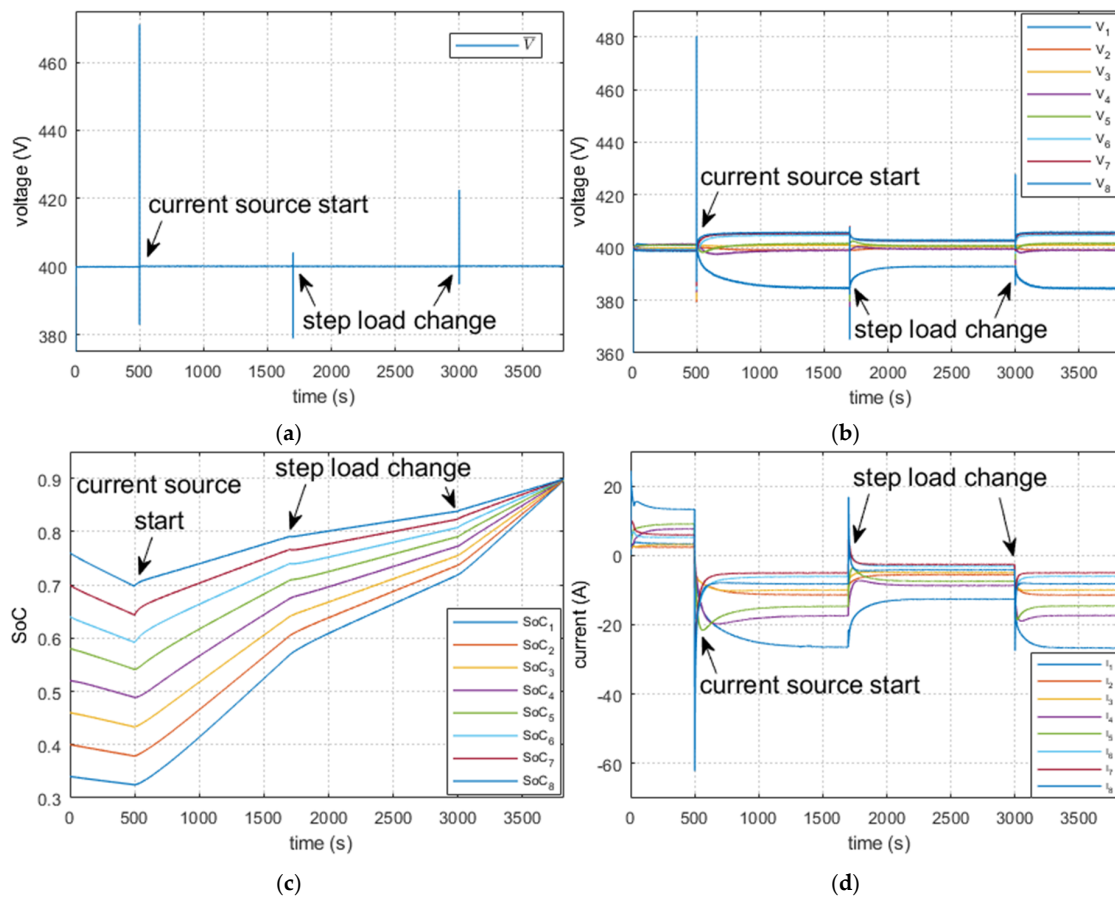 V̅
460
440
420
400
380
voltage (V)
current source start
step load change
0 500 1000 1500 2000 2500 3000 3500
time (s)
(a)
V1
V2
V3
V4
V5
V6
V7
V8
480
460
440
420
400
380
360
voltage (V)
current source start
step load change
0 500 1000 1500 2000 2500 3000 3500
time (s)
(b)
0.9
0.8
0.7
0.6
0.5
0.4
0.3
SoC
current source
start
step load change
SoC1
SoC2
SoC3
SoC4
SoC5
SoC6
SoC7
SoC8
0 500 1000 1500 2000 2500 3000 3500
time (s)
(c)
20
0
-20
-40
-60
current (A)
step load change
current source start
I1
I2
I3
I4
I5
I6
I7
I8
0 500 1000 1500 2000 2500 3000 3500
time (s)
(d)